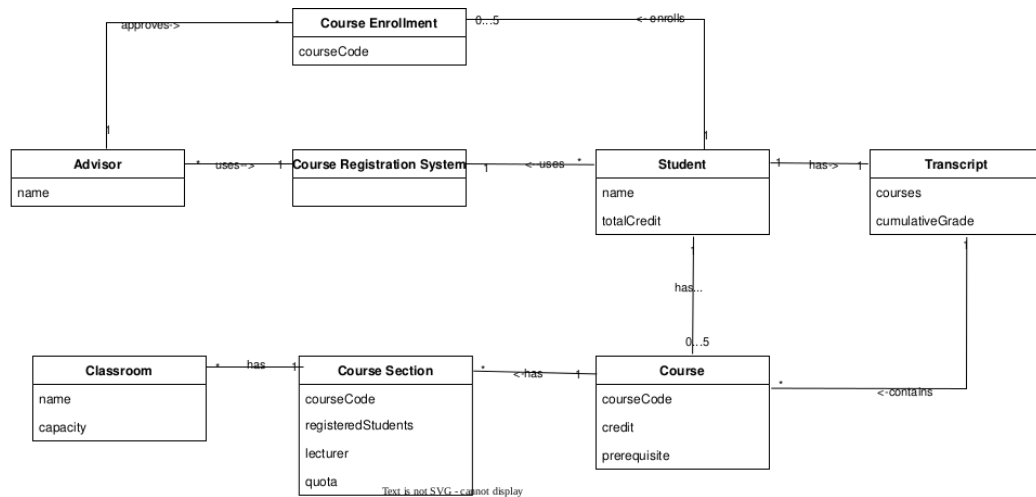 approves->
*
Course Enrollment
0...5
<-enrolls
courseCode
1
1
Advisor
*
uses-->
1
Course Registration System
1
<-uses
*
Student
1
has->
1
Transcript
name
name
courses
totalCredit
cumulativeGrade
1
1
has...
0...5
Classroom
*
has
1
Course Section
*
<-has
1
Course
*
<-contains
name
courseCode
courseCode
capacity
registeredStudents
credit
lecturer
prerequisite
quota
Text is not SVG - cannot display